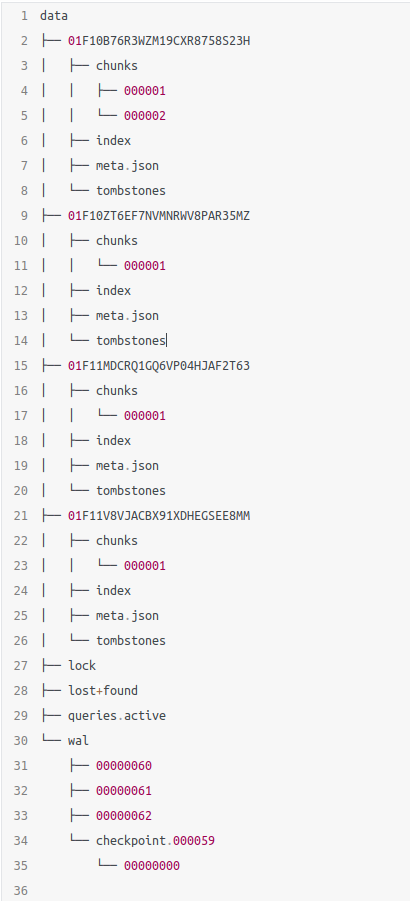 1 data
2 ├── 01F10B76R3WZM19CXR8758S23H
3 │   ├── chunks
4 │   │   ├── 000001
5 │   │   └── 000002
6 │   ├── index
7 │   ├── meta.json
8 │   └── tombstones
9 ├── 01F10ZT6EF7NVMNRWV8PAR35MZ
10 │   ├── chunks
11 │   │   └── 000001
12 │   ├── index
13 │   ├── meta.json
14 │   └── tombstones
15 ├── 01F11MDCRQ1GQ6VP04HJAF2T63
16 │   ├── chunks
17 │   │   └── 000001
18 │   ├── index
19 │   ├── meta.json
20 │   └── tombstones
21 ├── 01F11V8VJACBX91XDHEGSEE8MM
22 │   ├── chunks
23 │   │   └── 000001
24 │   ├── index
25 │   ├── meta.json
26 │   └── tombstones
27 ├── lock
28 ├── lost+found
29 ├── queries.active
30 └── wal
31     ├── 00000060
32     ├── 00000061
33     ├── 00000062
34     └── checkpoint.000059
35         └── 00000000
36